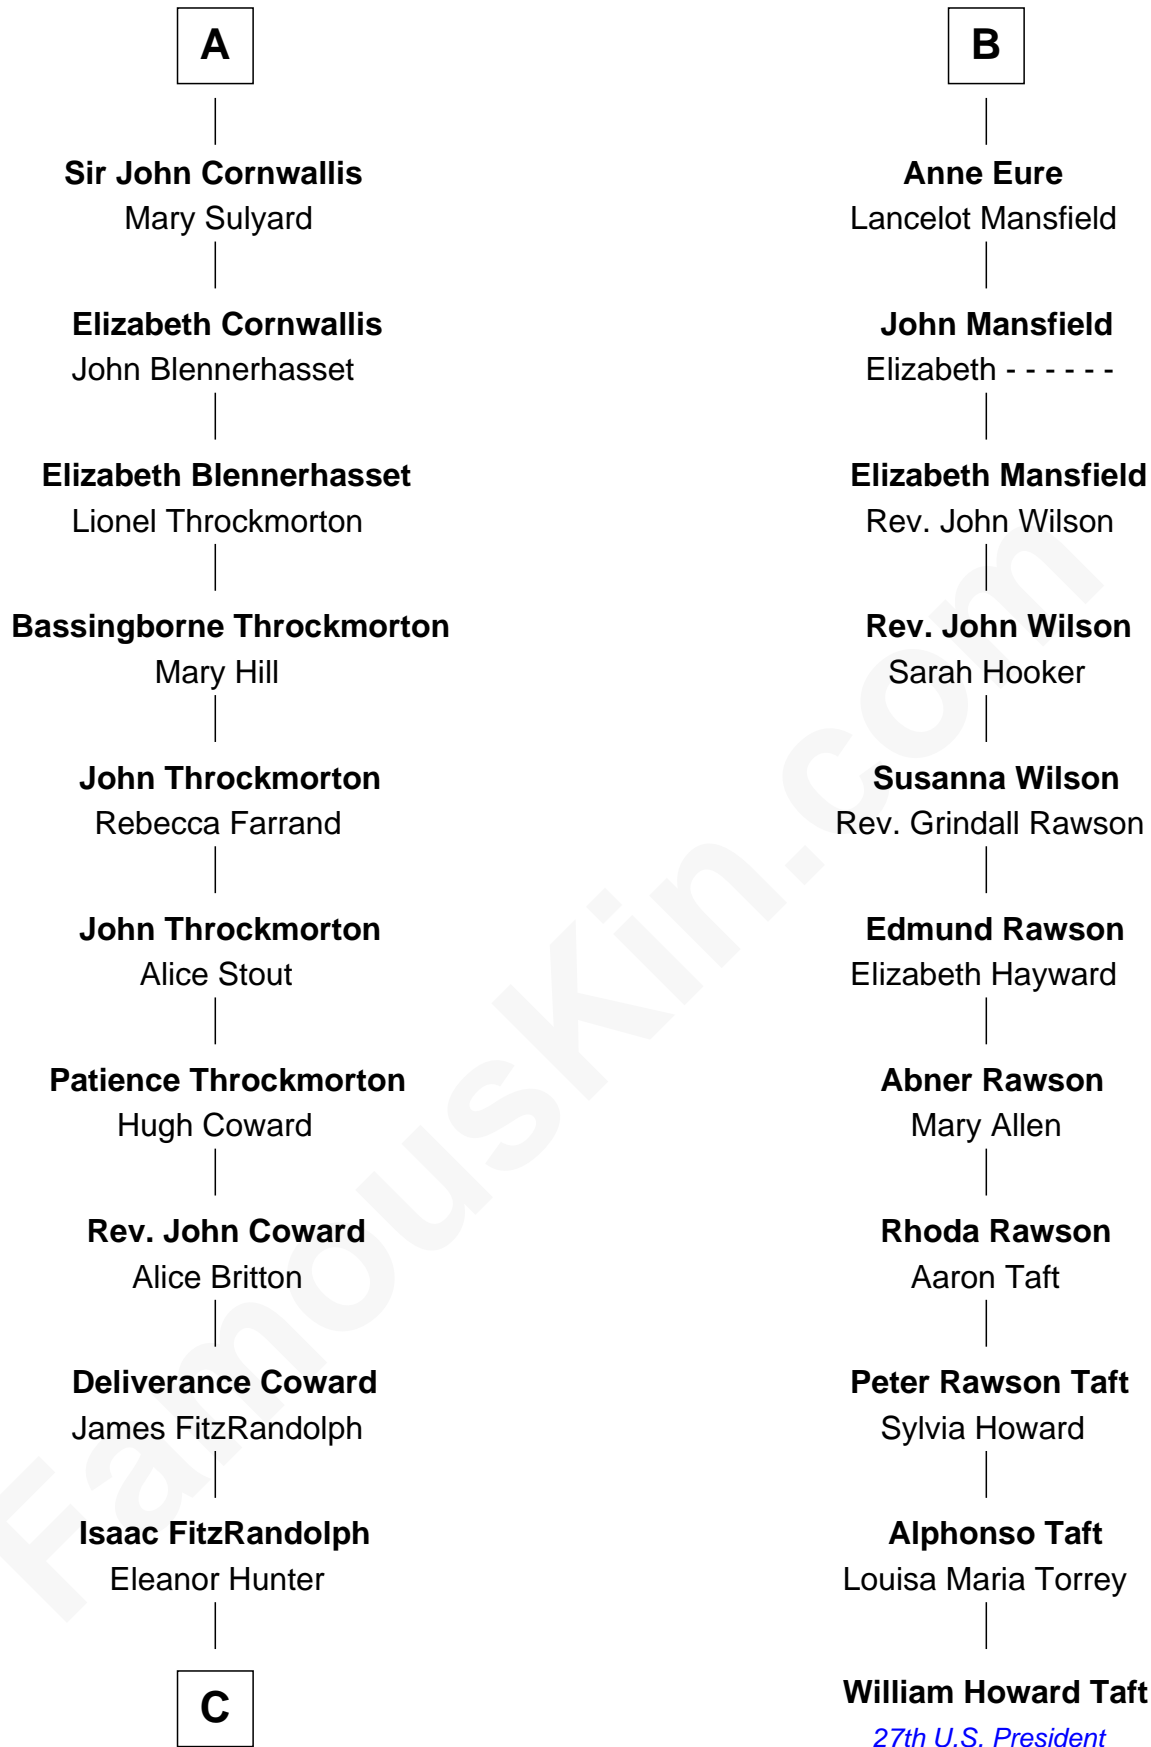 A
Sir John Cornwallis
Mary Sulyard
Elizabeth Cornwallis
John Blennerhasset
Elizabeth Blennerhasset
Lionel Throckmorton
Bassingborne Throckmorton
Mary Hill
John Throckmorton
Rebecca Farrand
John Throckmorton
Alice Stout
Patience Throckmorton
Hugh Coward
Rev. John Coward
Alice Britton
Deliverance Coward
James FitzRandolph
Isaac FitzRandolph
Eleanor Hunter
C
B
Anne Eure
Lancelot Mansfield
John Mansfield
Elizabeth - - - - - -
Elizabeth Mansfield
Rev. John Wilson
Rev. John Wilson
Sarah Hooker
Susanna Wilson
Rev. Grindall Rawson
Edmund Rawson
Elizabeth Hayward
Abner Rawson
Mary Allen
Rhoda Rawson
Aaron Taft
Peter Rawson Taft
Sylvia Howard
Alphonso Taft
Louisa Maria Torrey
William Howard Taft
27th U.S. President
FamousKin.com